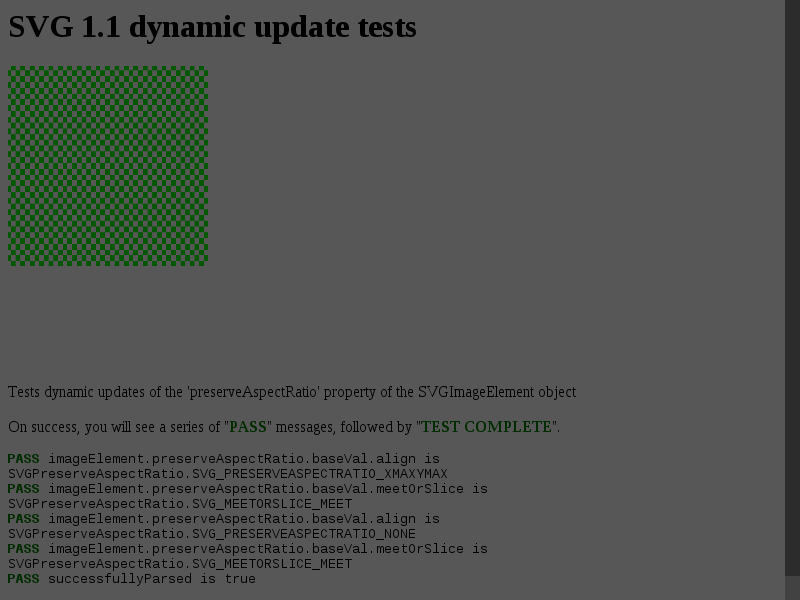 SVG 1.1 dynamic update tests
Tests dynamic updates of the 'preserveAspectRatio' property of the SVGImageElement object
On success, you will see a series of "PASS" messages, followed by "TEST COMPLETE".
PASS imageElement.preserveAspectRatio.baseVal.align is
SVGPreserveAspectRatio.SVG_PRESERVEASPECTRATIO_XMAXYMAX
PASS imageElement.preserveAspectRatio.baseVal.meetOrSlice is
SVGPreserveAspectRatio.SVG_MEETORSLICE_MEET
PASS imageElement.preserveAspectRatio.baseVal.align is
SVGPreserveAspectRatio.SVG_PRESERVEASPECTRATIO_NONE
PASS imageElement.preserveAspectRatio.baseVal.meetOrSlice is
SVGPreserveAspectRatio.SVG_MEETORSLICE_MEET
PASS successfullyParsed is true